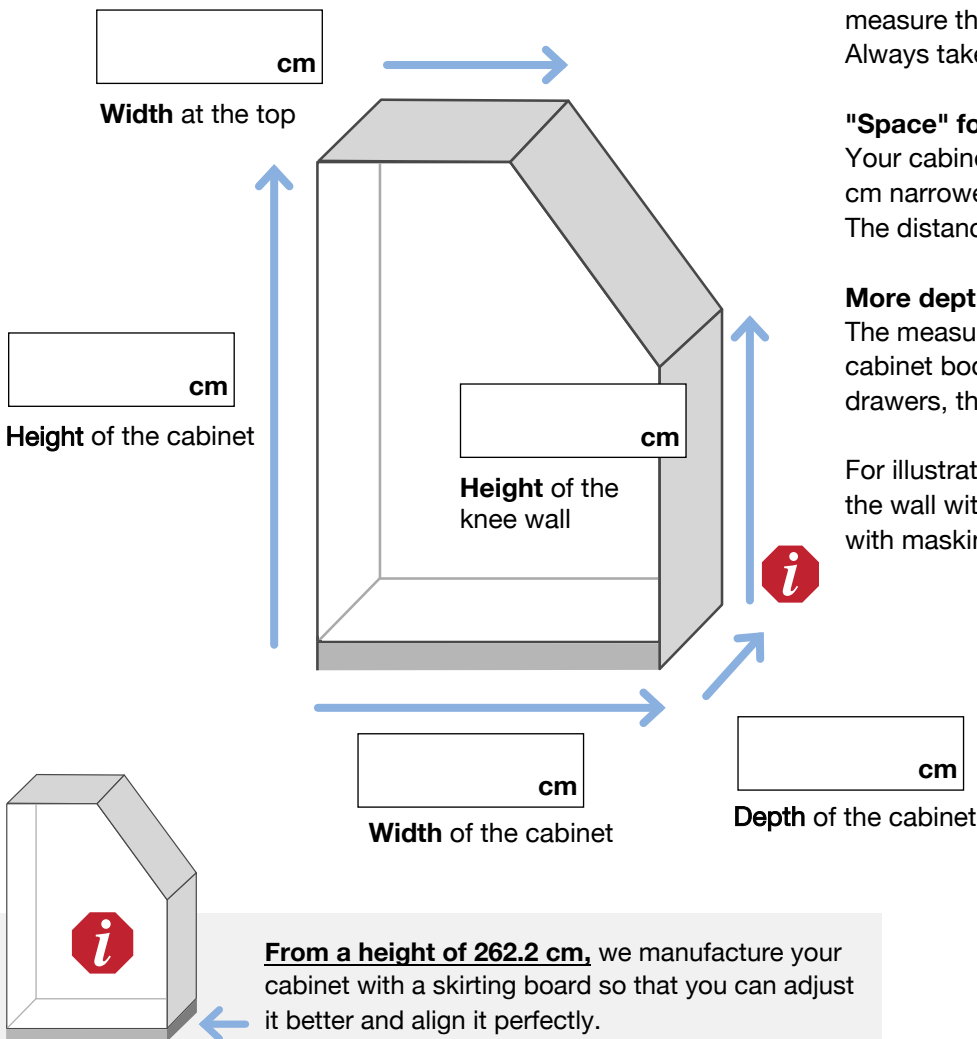 cm
Width at the top
cm
Height of the cabinet
cm
Height of the
knee wall
i
cm
Width of the cabinet
cm
Depth of the cabinet
measure th
Always take
"Space" fo
Your cabine
cm narrowe
The distanc
More dept
The measu
cabinet
drawers, th
For illustrat
the wall wit
with maskin
i
From a height of 262.2 cm, we manufacture your
cabinet with a skirting board so that you can adjust
it better and align it perfectly.